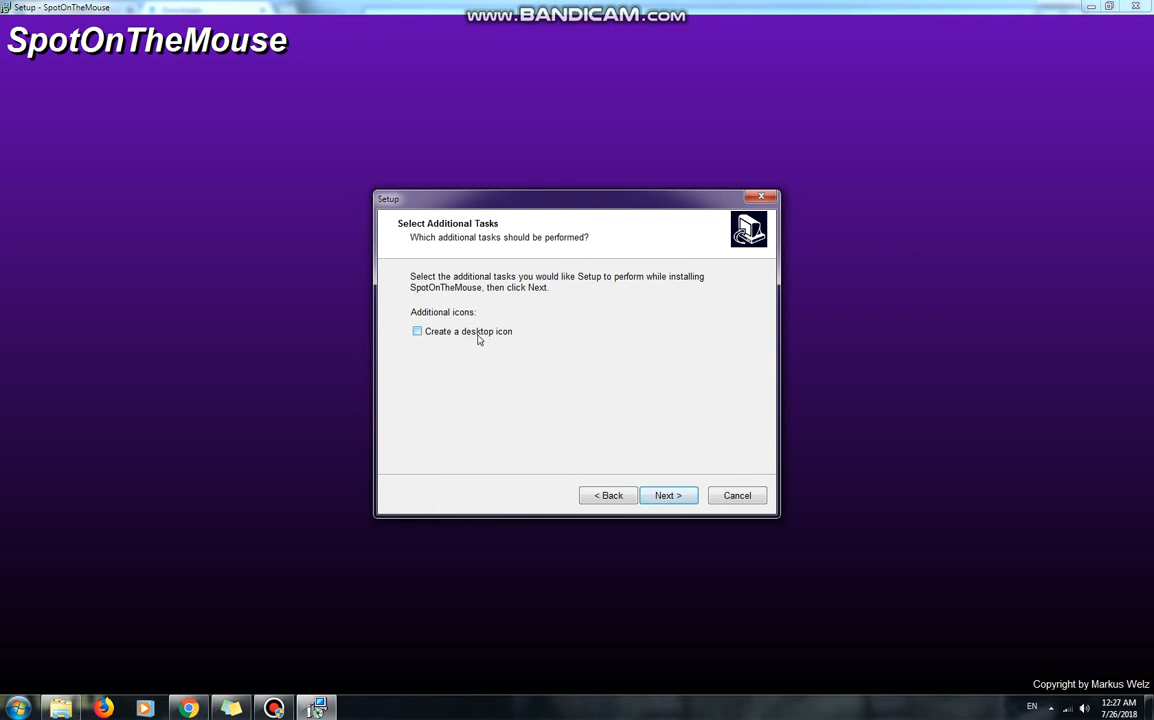 Setup - SpotOnTheMouse
www.BANDICAM.com
SpotOnTheMouse
Setup
Select Additional Tasks
Which additional tasks should be performed?
Select the additional tasks you would like Setup to perform while installing
SpotOnTheMouse, then click Next.
Additional icons:
Create a desktop icon
< Back
Next >
Cancel
Copyright by Markus Welz
EN
12:27 AM
7/26/2018